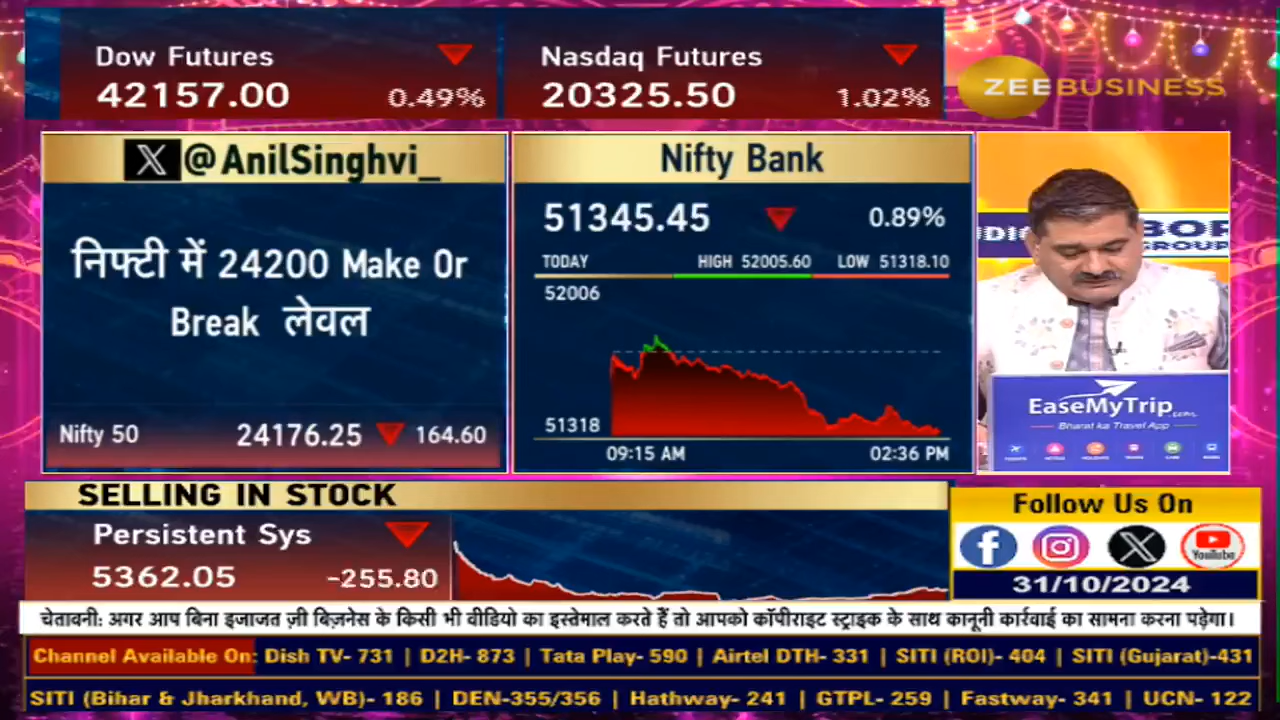 Dow Futures
42157.00 0.49%
Nasdaq Futures
20325.50 1.02%
ZEEBUSINESS
X @AnilSinghvi_
निफ्टी में 24200 Make Or
Break लेवल
Nifty 50 24176.25 164.60
Nifty Bank
51345.45 0.89%
TODAY HIGH 52005.60 LOW 51318.10
52006
51318
09:15 AM 02:36 PM
GROUP
EaseMyTrip.com
Bharat ka Travel App
SELLING IN STOCK
Persistent Sys
5362.05 -255.80
Follow Us On
YouTube
31/10/2024
चेतावनी: अगर आप बिना इजाजत ज़ी बिज़नेस के किसी भी वीडियो का इस्तेमाल करते हैं तो आपको कॉपीराइट स्ट्राइक के साथ कानूनी कार्रवाई का सामना करना पड़ेगा।
Channel Available On: Dish TV- 731 | D2H- 873 | Tata Play- 590 | Airtel DTH- 331 | SITI (ROI)- 404 | SITI (Gujarat)-431
SITI (Bihar & Jharkhand, WB)- 186 | DEN-355/356 | Hathway- 241 | GTPL- 259 | Fastway- 341 | UCN- 122